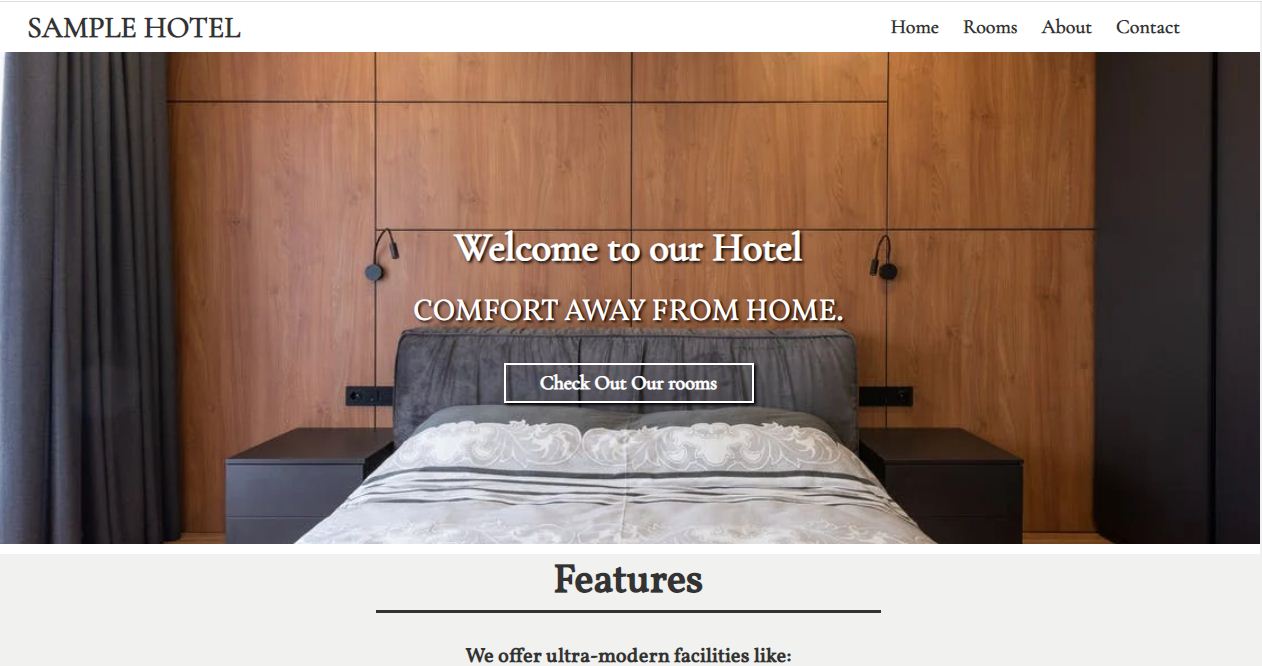 SAMPLE HOTEL
Home Rooms About Contact
Welcome to our Hotel
COMFORT AWAY FROM HOME.
Check Out Our rooms
Features
We offer ultra-modern facilities like: